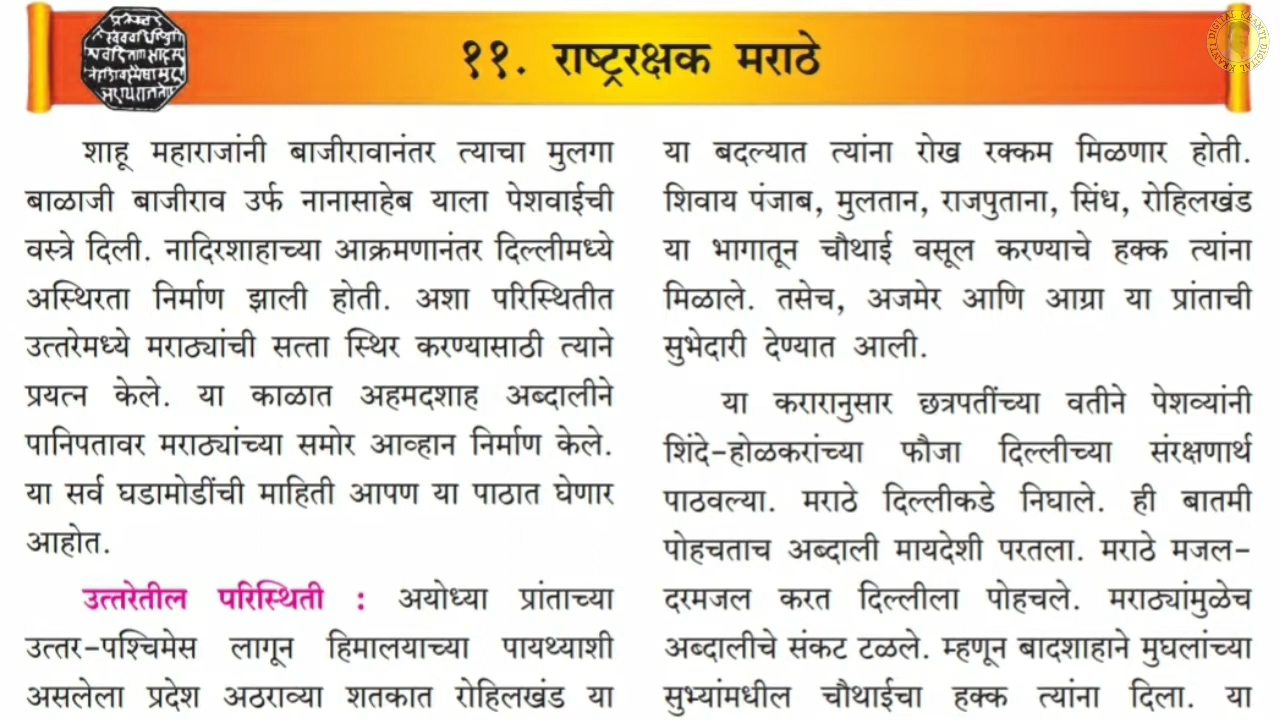 ११. राष्ट्ररक्षक मराठे
शाहू महाराजांनी बाजीरावानंतर त्याचा मुलगा
बाळाजी बाजीराव उर्फ नानासाहेब याला पेशवाईची
वस्त्रे दिली. नादिरशाहाच्या आक्रमणानंतर दिल्लीमध्ये
अस्थिरता निर्माण झाली होती. अशा परिस्थितीत
उत्तरेमध्ये मराठ्यांची सत्ता स्थिर करण्यासाठी त्याने
प्रयत्न केले. या काळात अहमदशाह अब्दालीने
पानिपतावर मराठ्यांच्या समोर आव्हान निर्माण केले.
या सर्व घडामोडींची माहिती आपण या पाठात घेणार
आहोत.
उत्तरेतील परिस्थिती : अयोध्या प्रांताच्या
उत्तर-पश्चिमेस लागून हिमालयाच्या पायथ्याशी
असलेला प्रदेश अठराव्या शतकात रोहिलखंड या
या बदल्यात त्यांना रोख रक्कम मिळणार होती.
शिवाय पंजाब, मुलतान, राजपुताना, सिंध, रोहिलखंड
या भागातून चौथाई वसूल करण्याचे हक्क त्यांना
मिळाले. तसेच, अजमेर आणि आग्रा या प्रांताची
सुभेदारी देण्यात आली.
या करारानुसार छत्रपतींच्या वतीने पेशव्यांनी
शिंदे-होळकरांच्या फौजा दिल्लीच्या संरक्षणार्थ
पाठवल्या. मराठे दिल्लीकडे निघाले. ही बातमी
पोहचताच अब्दाली मायदेशी परतला. मराठे मजल-
दरमजल करत दिल्लीला पोहचले. मराठ्यांमुळेच
अब्दालीचे संकट टळले. म्हणून बादशाहाने मुघलांच्या
सुभ्यांमधील चौथाईचा हक्क त्यांना दिला. या
DIGITAL KRANTI DIGITAL KRANTI